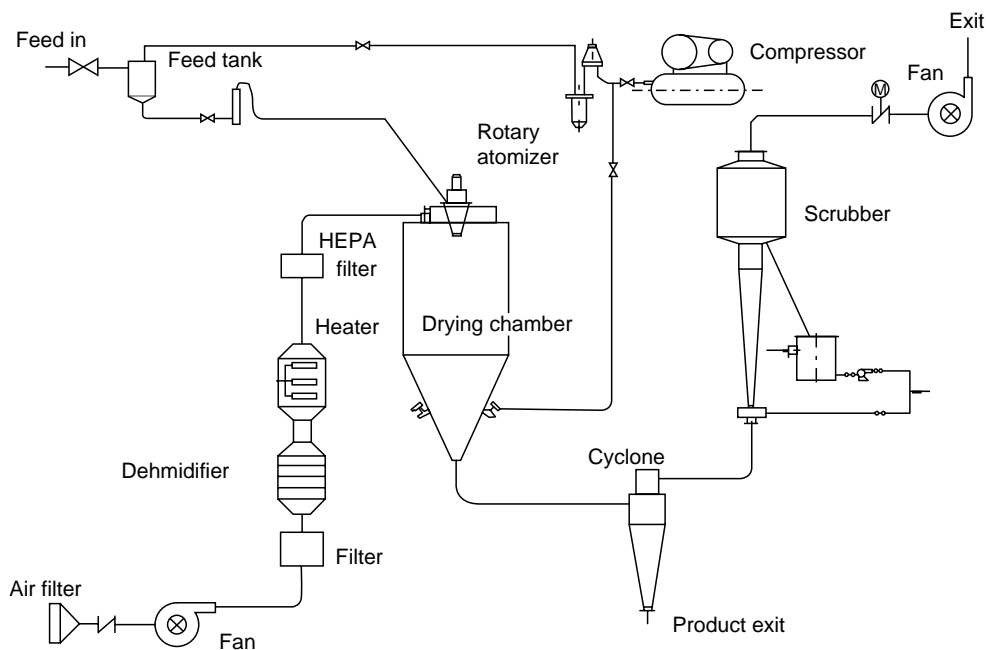 Exit
Feed in
Feed tank
Compressor
Fan
M
Rotary
atomizer
Scrubber
HEPA
filter
Heater
Drying chamber
Dehmidifier
Cyclone
Filter
Air filter
Fan
Product exit